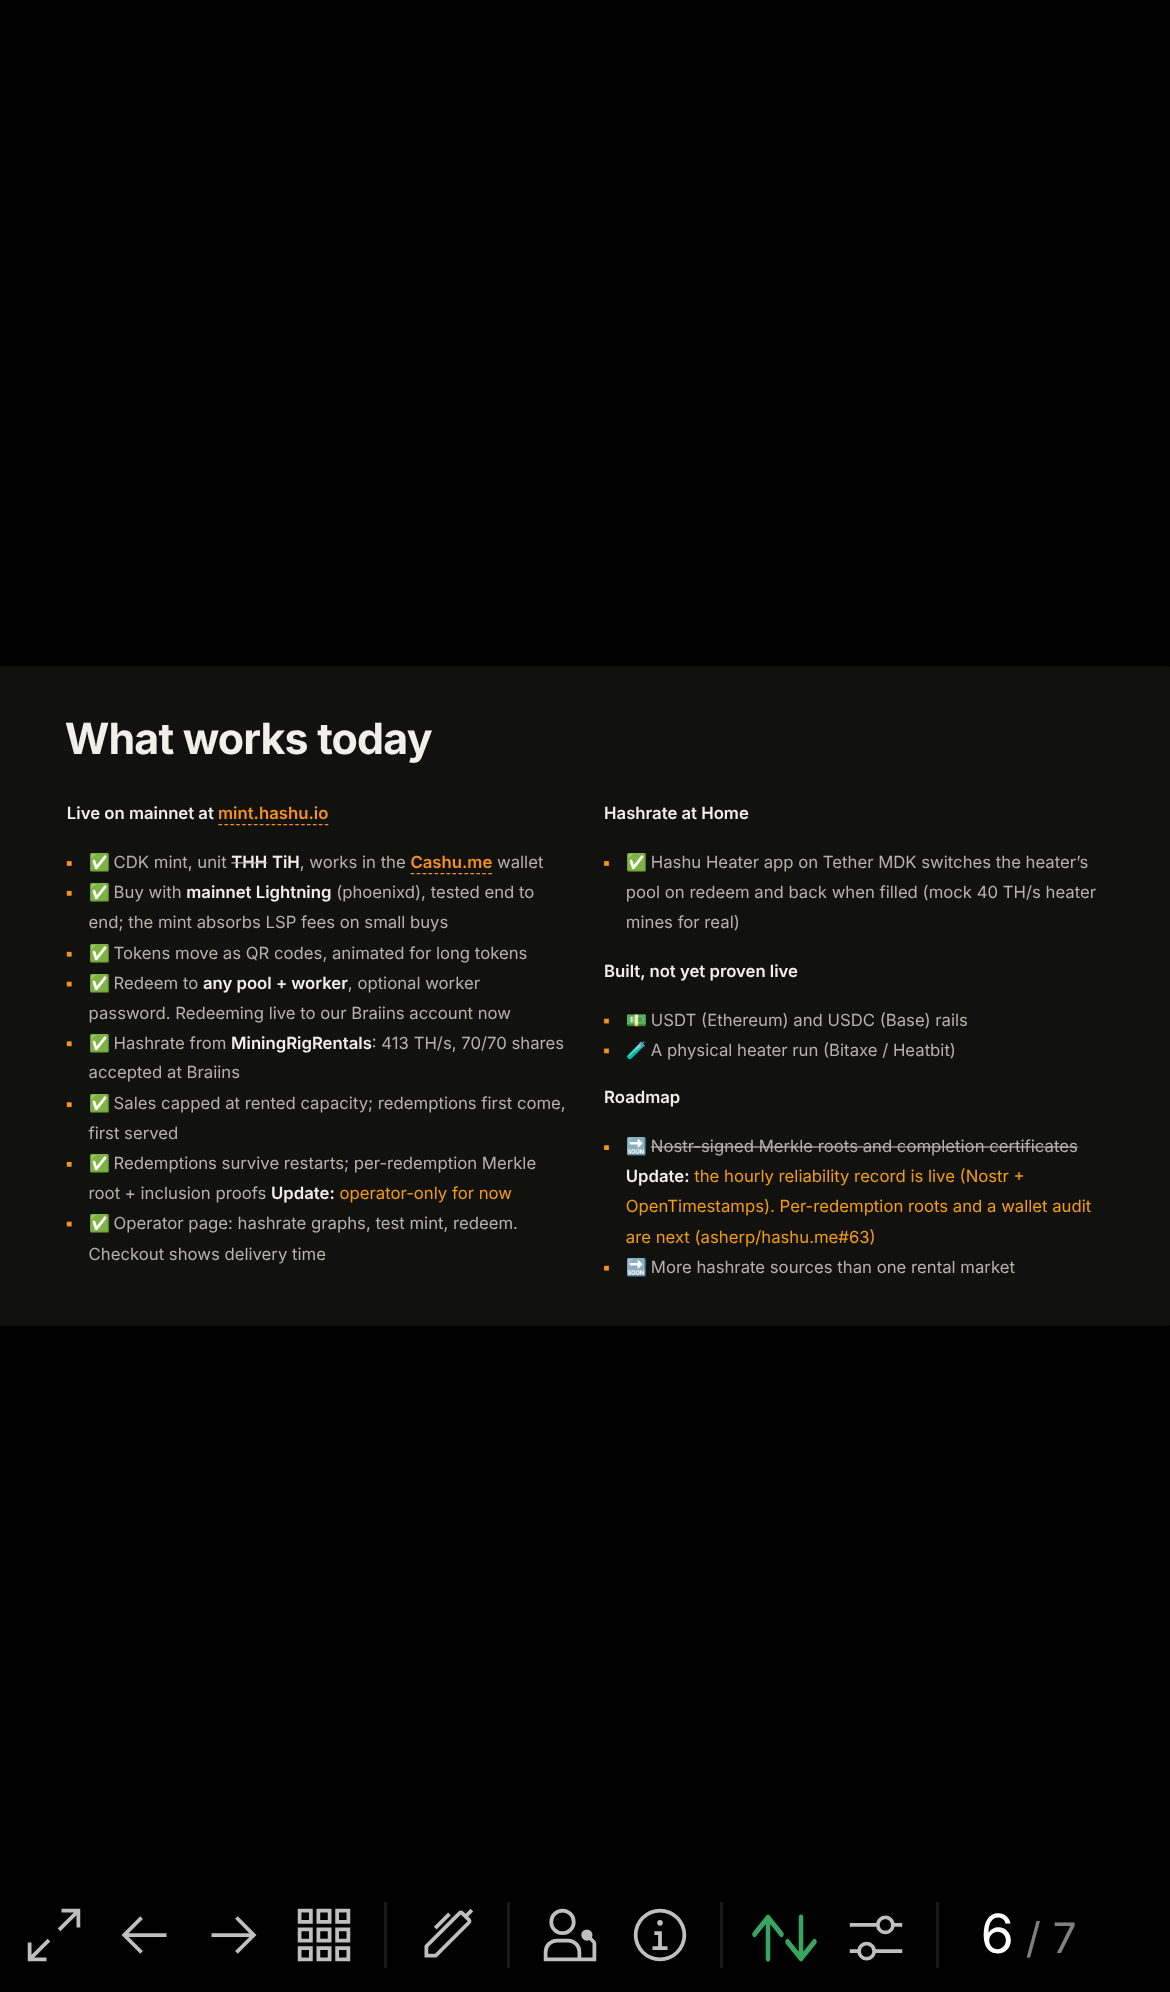 What works today
Live on mainnet at mint.hashu.io
✅ CDK mint, unit THH TiH, works in the Cashu.me wallet
✅ Buy with mainnet Lightning (phoenixd), tested end to
end; the mint absorbs LSP fees on small buys
✅ Tokens move as QR codes, animated for long tokens
✅ Redeem to any pool + worker, optional worker
password. Redeeming live to our Braiins account now
✅ Hashrate from MiningRigRentals: 413 TH/s, 70/70 shares
accepted at Braiins
✅ Sales capped at rented capacity; redemptions first come,
first served
✅ Redemptions survive restarts; per-redemption Merkle
root + inclusion proofs Update: operator-only for now
✅ Operator page: hashrate graphs, test mint, redeem.
Checkout shows delivery time
Hashrate at Home
✅ Hashu Heater app on Tether MDK switches the heater’s
pool on redeem and back when filled (mock 40 TH/s heater
mines for real)
Built, not yet proven live
💵 USDT (Ethereum) and USDC (Base) rails
🧪 A physical heater run (Bitaxe / Heatbit)
Roadmap
🔜 Nostr-signed Merkle roots and completion certificates
Update: the hourly reliability record is live (Nostr +
OpenTimestamps). Per-redemption roots and a wallet audit
are next (asherp/hashu.me#63)
🔜 More hashrate sources than one rental market
6 / 7